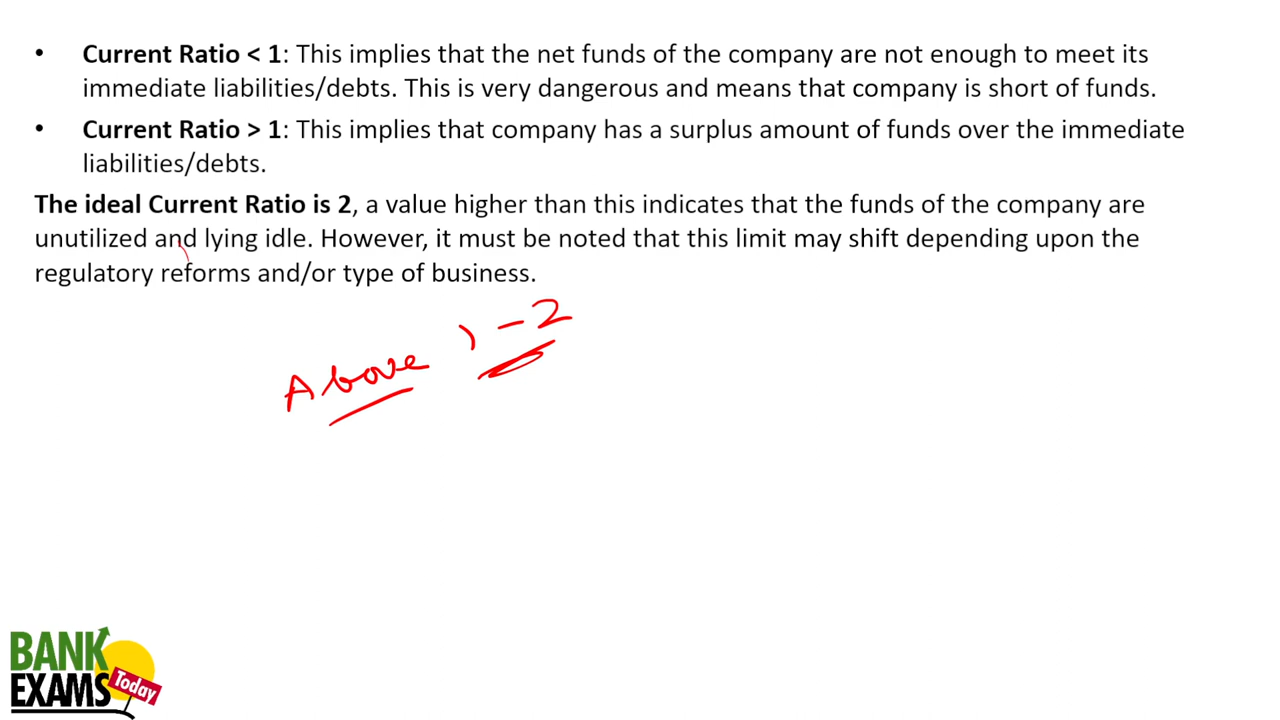 • Current Ratio < 1: This implies that the net funds of the company are not enough to meet its
immediate liabilities/debts. This is very dangerous and means that company is short of funds.
• Current Ratio > 1: This implies that company has a surplus amount of funds over the immediate
liabilities/debts.
The ideal Current Ratio is 2, a value higher than this indicates that the funds of the company are
unutilized and lying idle. However, it must be noted that this limit may shift depending upon the
regulatory reforms and/or type of business.
Above 1-2
BANK
EXAMS Today